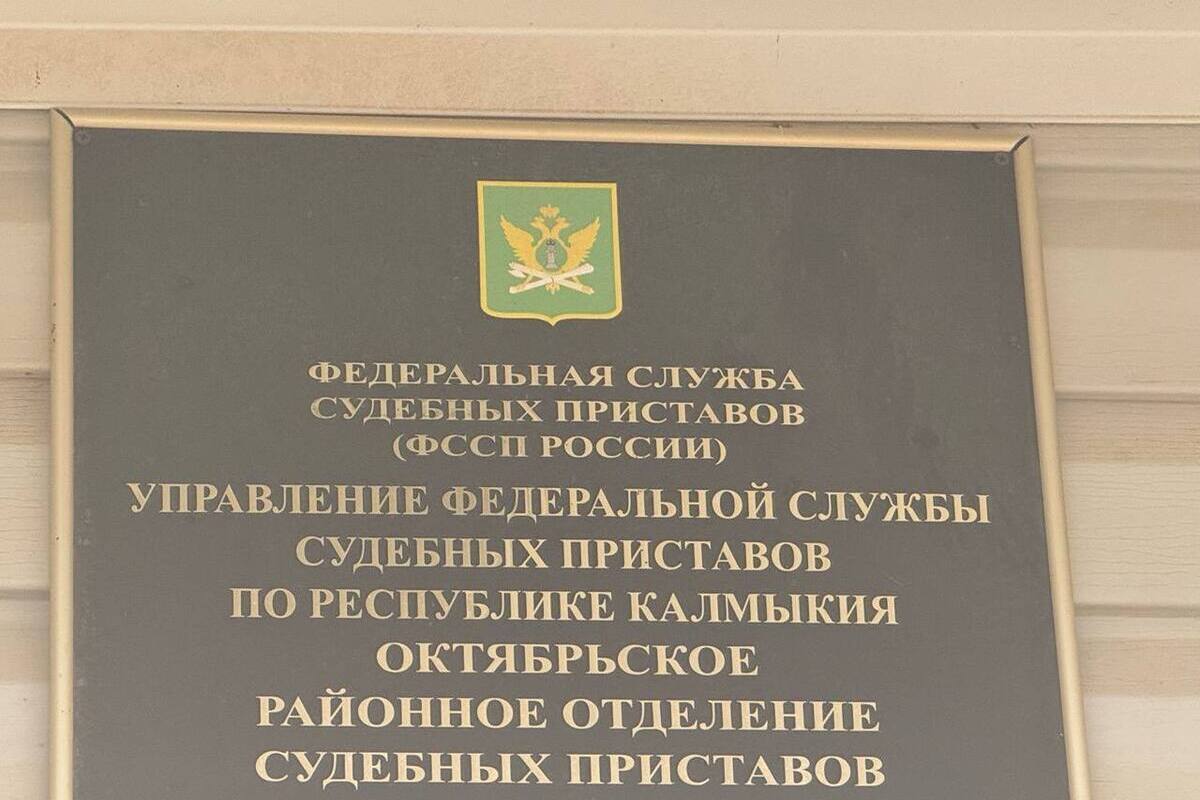 ФЕДЕРАЛЬНАЯ СЛУЖБА
СУДЕБНЫХ ПРИСТАВОВ
(ФССП РОССИИ)
УПРАВЛЕНИЕ ФЕДЕРАЛЬНОЙ СЛУЖБЫ
СУДЕБНЫХ ПРИСТАВОВ
ПО РЕСПУБЛИКЕ КАЛМЫКИЯ
ОКТЯБРЬСКОЕ
РАЙОННОЕ ОТДЕЛЕНИЕ
СУДЕБНЫХ ПРИСТАВОВ